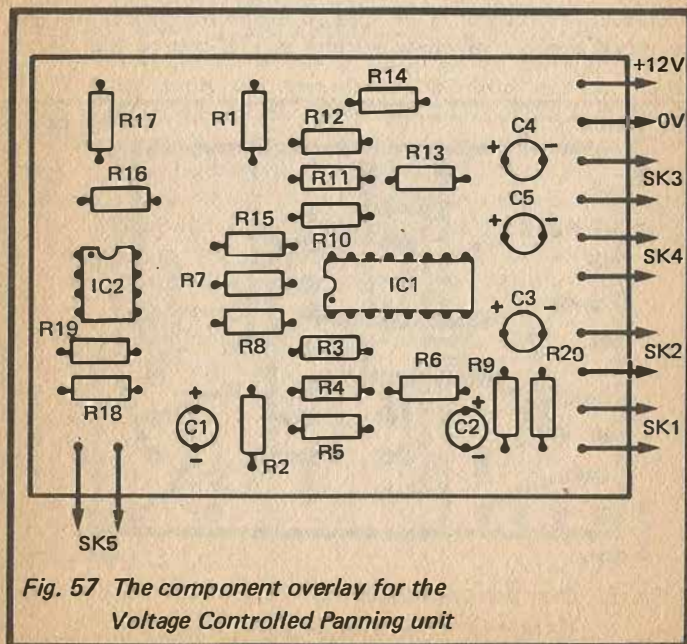 +12V
R14
R17
R1
R12
C4
0V
+
-
R11
R13
SK3
R16
R10
C5
+
-
R15
SK4
IC2
R7
IC1
C3
+
-
R19
R8
R3
R20
SK2
R18
R4
R6
R9
+
+
C1
R5
C2
SK1
-
R2
-
SK5
Fig. 57 The component overlay for the
Voltage Controlled Panning unit